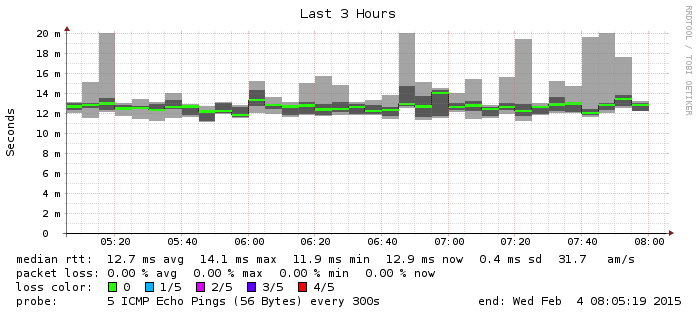 Last 3 Hours
RRDTOOL / TOBI OETIKER
Seconds
20 m
18 m
16 m
14 m
12 m
10 m
8 m
6 m
4 m
2 m
0
05:20 05:40 06:00 06:20 06:40 07:00 07:20 07:40 08:00
median rtt: 12.7 ms avg 14.1 ms max 11.9 ms min 12.9 ms now 0.4 ms sd 31.7 am/s
packet loss: 0.00 % avg 0.00 % max 0.00 % min 0.00 % now
loss color: 0 1/5 2/5 3/5 4/5
probe: 5 ICMP Echo Pings (56 Bytes) every 300s end: Wed Feb 4 08:05:19 2015